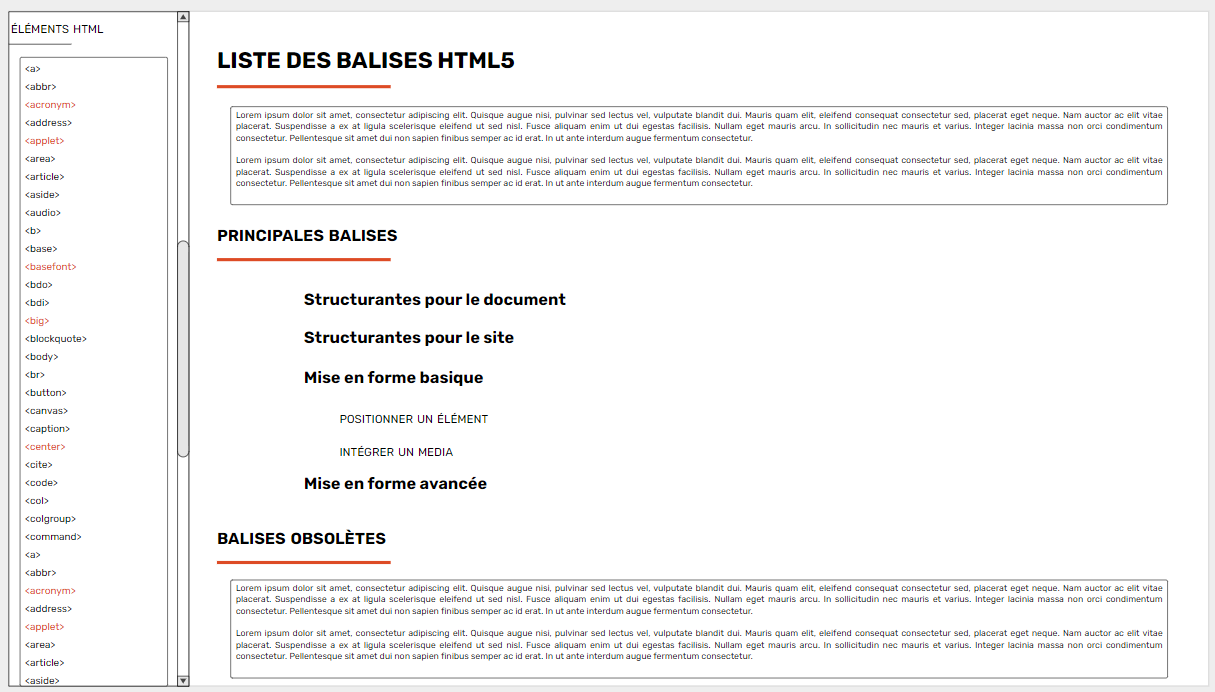 ÉLÉMENTS HTML
<a>
<abbr>
<acronym>
<address>
<applet>
<area>
<article>
<aside>
<audio>
<b>
<base>
<basefont>
<bdo>
<bdi>
<big>
<blockquote>
<body>
<br>
<button>
<canvas>
<caption>
<center>
<cite>
<code>
<col>
<colgroup>
<command>
<a>
<abbr>
<acronym>
<address>
<applet>
<area>
<article>
<aside>
LISTE DES BALISES HTML5
Lorem ipsum dolor sit amet, consectetur adipiscing elit. Quisque augue nisi, pulvinar sed lectus vel, vulputate blandit dui. Mauris quam elit, eleifend consequat consectetur sed, placerat eget neque. Nam auctor ac elit vitae
placerat. Suspendisse a ex at ligula scelerisque eleifend ut sed nisl. Fusce aliquam enim ut dui egestas facilisis. Nullam eget mauris arcu. In sollicitudin nec mauris et varius. Integer lacinia massa non orci condimentum
consectetur. Pellentesque sit amet dui non sapien finibus semper ac id erat. In ut ante interdum augue fermentum consectetur.
Lorem ipsum dolor sit amet, consectetur adipiscing elit. Quisque augue nisi, pulvinar sed lectus vel, vulputate blandit dui. Mauris quam elit, eleifend consequat consectetur sed, placerat eget neque. Nam auctor ac elit vitae
placerat. Suspendisse a ex at ligula scelerisque eleifend ut sed nisl. Fusce aliquam enim ut dui egestas facilisis. Nullam eget mauris arcu. In sollicitudin nec mauris et varius. Integer lacinia massa non orci condimentum
consectetur. Pellentesque sit amet dui non sapien finibus semper ac id erat. In ut ante interdum augue fermentum consectetur.
PRINCIPALES BALISES
Structurantes pour le document
Structurantes pour le site
Mise en forme basique
POSITIONNER UN ÉLÉMENT
INTÉGRER UN MEDIA
Mise en forme avancée
BALISES OBSOLÈTES
Lorem ipsum dolor sit amet, consectetur adipiscing elit. Quisque augue nisi, pulvinar sed lectus vel, vulputate blandit dui. Mauris quam elit, eleifend consequat consectetur sed, placerat eget neque. Nam auctor ac elit vitae
placerat. Suspendisse a ex at ligula scelerisque eleifend ut sed nisl. Fusce aliquam enim ut dui egestas facilisis. Nullam eget mauris arcu. In sollicitudin nec mauris et varius. Integer lacinia massa non orci condimentum
consectetur. Pellentesque sit amet dui non sapien finibus semper ac id erat. In ut ante interdum augue fermentum consectetur.
Lorem ipsum dolor sit amet, consectetur adipiscing elit. Quisque augue nisi, pulvinar sed lectus vel, vulputate blandit dui. Mauris quam elit, eleifend consequat consectetur sed, placerat eget neque. Nam auctor ac elit vitae
placerat. Suspendisse a ex at ligula scelerisque eleifend ut sed nisl. Fusce aliquam enim ut dui egestas facilisis. Nullam eget mauris arcu. In sollicitudin nec mauris et varius. Integer lacinia massa non orci condimentum
consectetur. Pellentesque sit amet dui non sapien finibus semper ac id erat. In ut ante interdum augue fermentum consectetur.